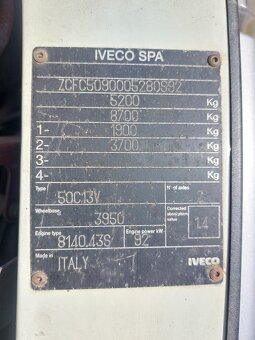 IVECO SPA
ZCFC5090005280992
5200 Kg
8700 Kg
1- 1900 Kg
2- 3700 Kg
3- Kg
4- Kg
Type N° of axles
50C13V 2
Wheelbase Corrected absorption value
3950 1.4
Engine type Engine power kW
8140.43S 92
Made in
ITALY IVECO